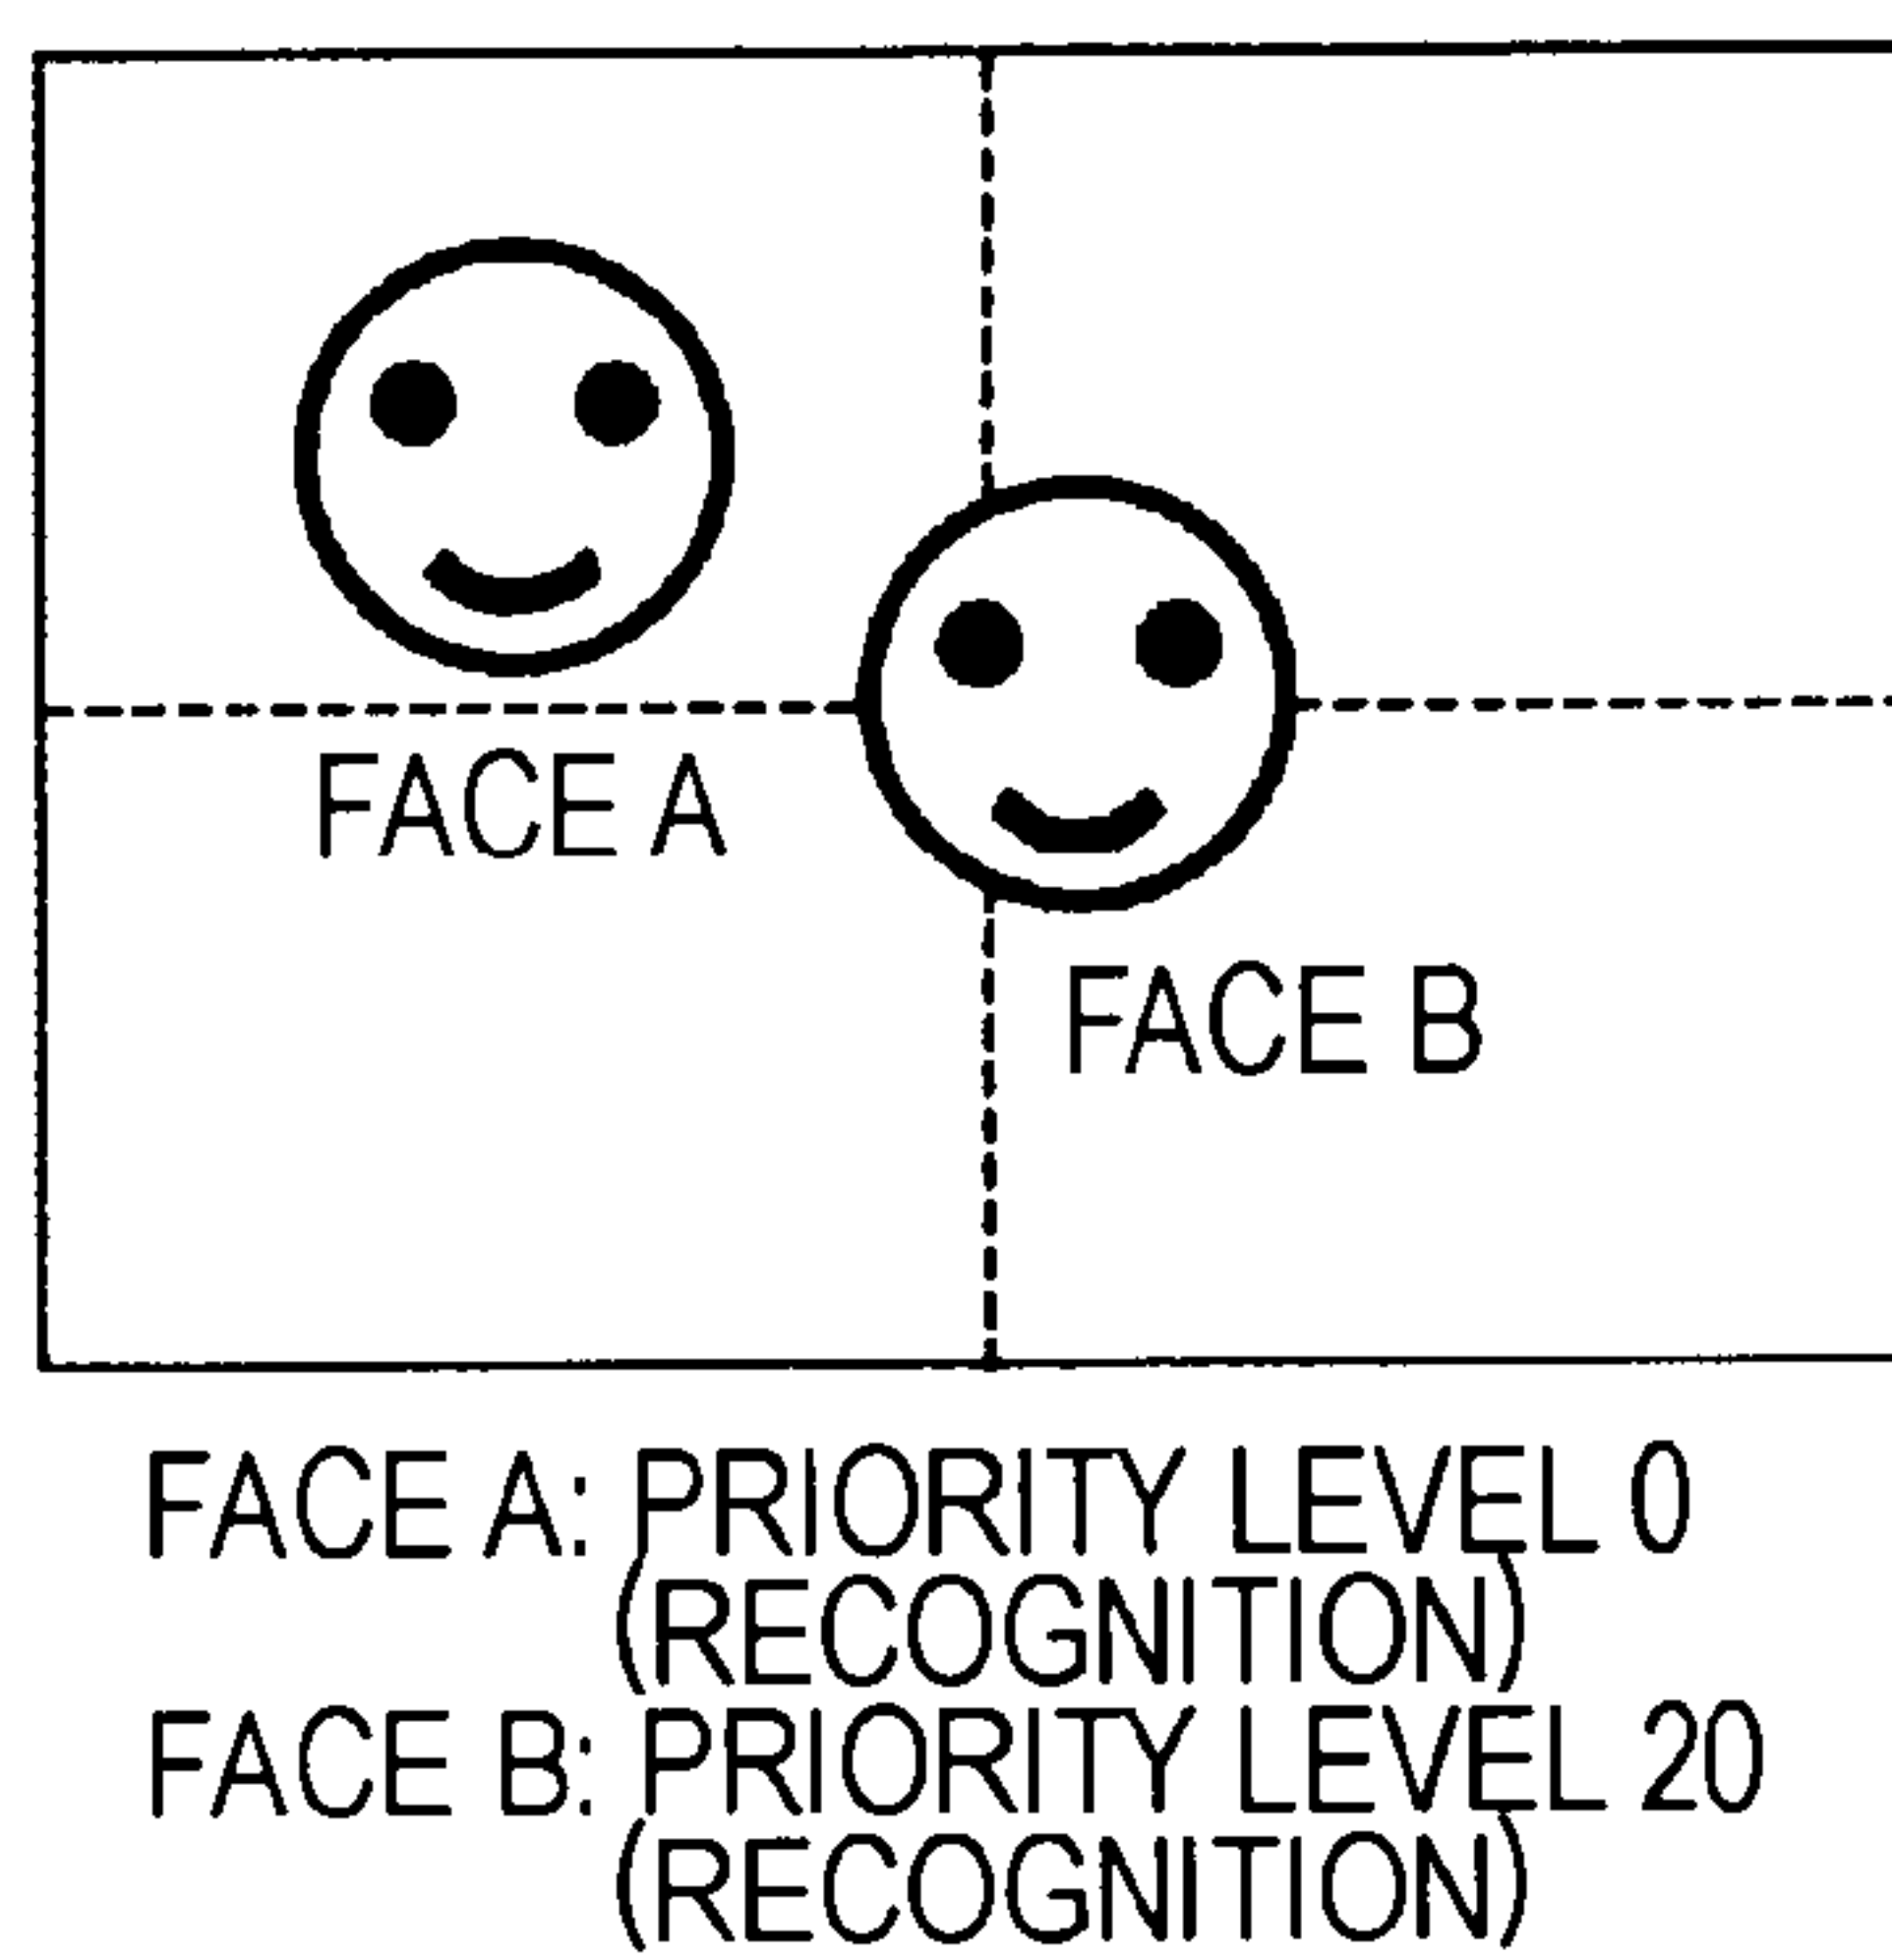 FACE A
FACE B
FACE A: PRIORITY LEVEL 0
(RECOGNITION)
FACE B: PRIORITY LEVEL 20
(RECOGNITION)